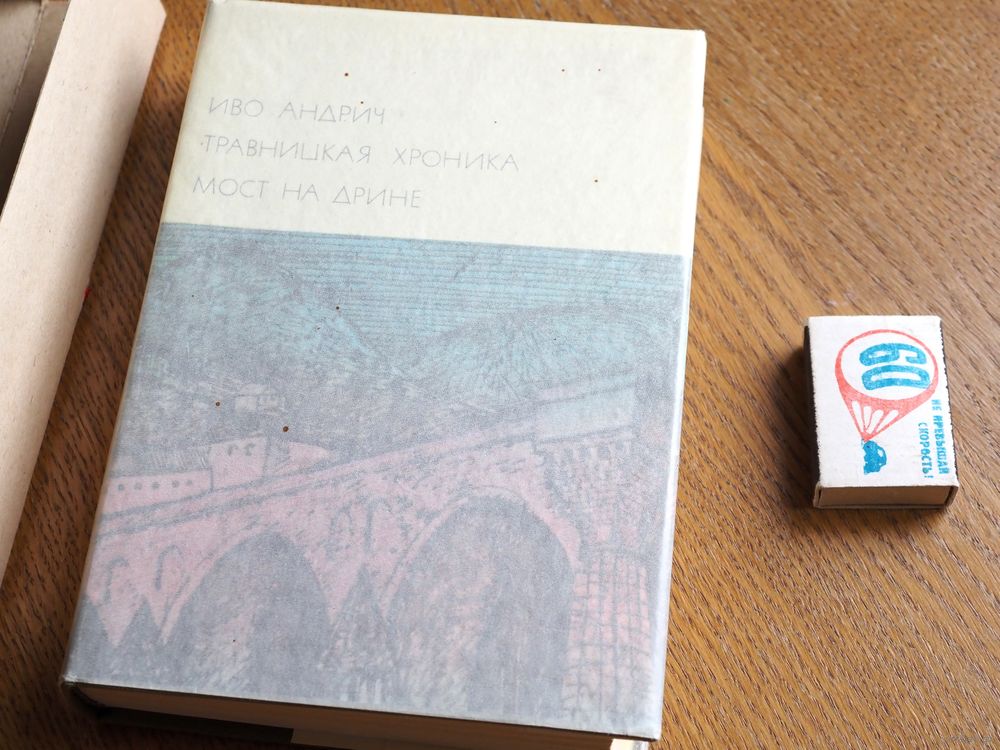 ИВО АНДРИЧ
ТРАВНИЦКАЯ ХРОНИКА
МОСТ НА ДРИНЕ
60
НЕ ПРЕВЫШАЙ
СКОРОСТЬ!